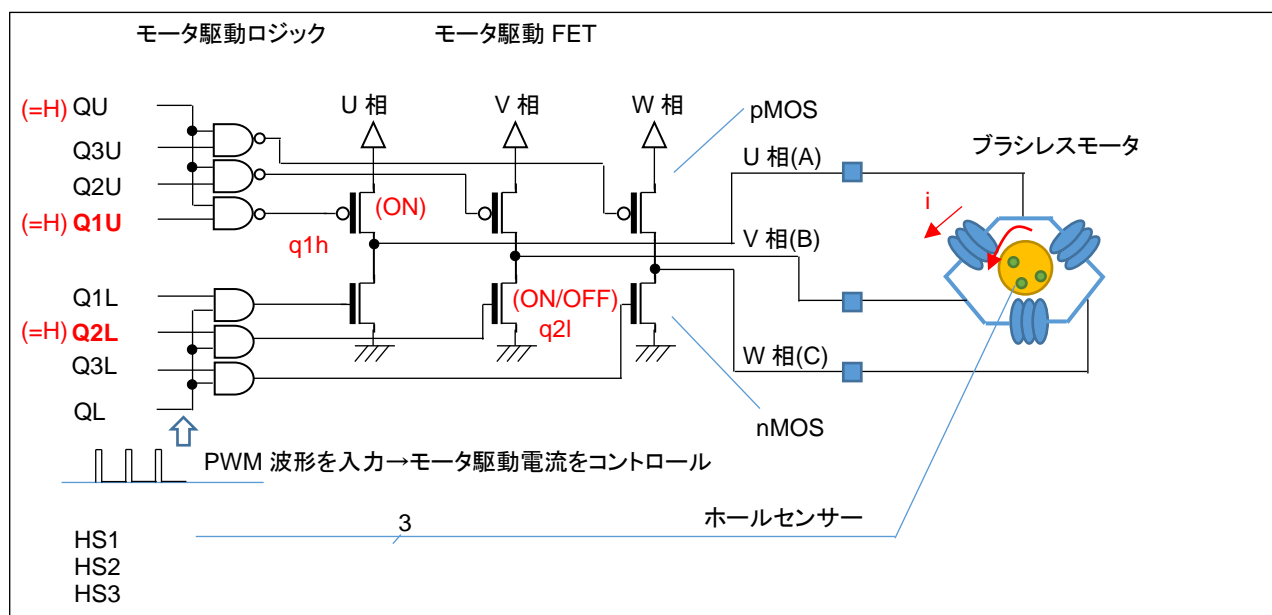 モータ駆動ロジック
モータ駆動 FET
(=H) QU
Q3U
Q2U
(=H) Q1U
U 相
V 相
W 相
pMOS
ブラシレスモータ
U 相(A)
(ON)
i
q1h
V 相(B)
Q1L
(=H) Q2L
Q3L
QL
(ON/OFF)
q2l
W 相(C)
nMOS
PWM 波形を入力→モータ駆動電流をコントロール
ホールセンサー
3
HS1
HS2
HS3